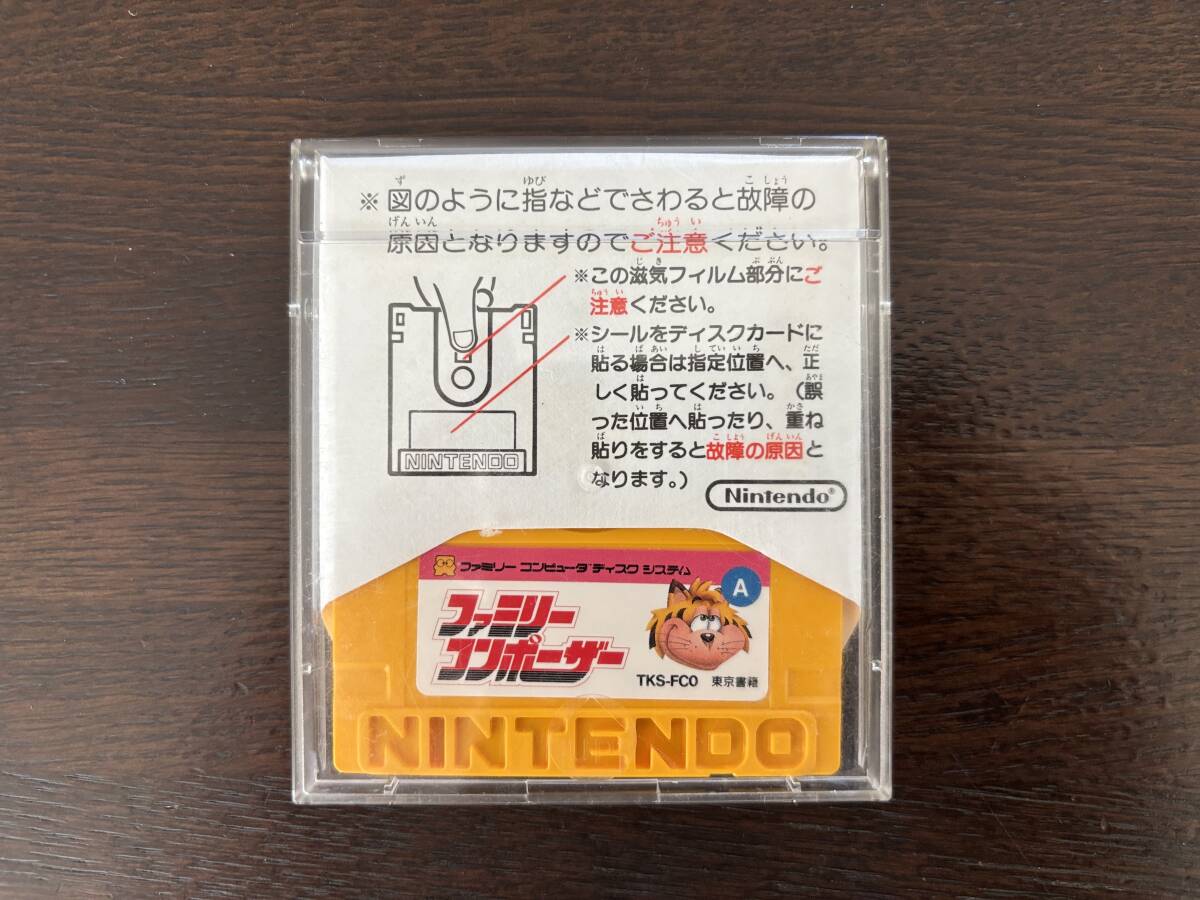 ※図のように指などでさわると故障の
原因となりますのでご注意ください。
※この滋気フィルム部分にご
注意ください。
※シールをディスクカードに
貼る場合は指定位置へ、正
しく貼ってください。(誤
った位置へ貼ったり、重ね
貼りをすると故障の原因と
なります。)
NINTENDO
Nintendo®
ファミリー コンピュータ ディスク システム
A
ファミリー
コンポーザー
TKS-FCO 東京書籍
NINTENDO